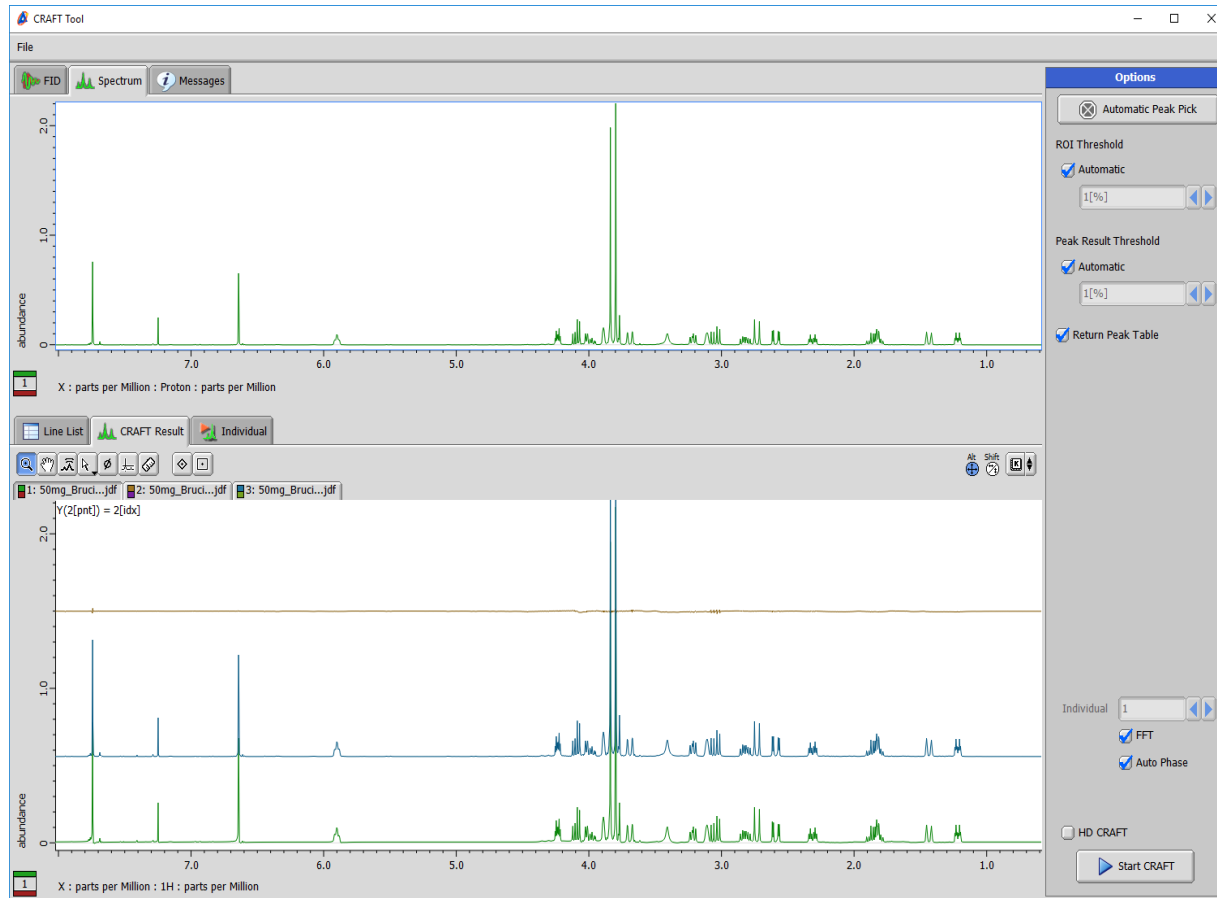 CRAFT Tool
File
FID Spectrum Messages
2.0
1.0
0
abundance
7.0 6.0 5.0 4.0 3.0 2.0 1.0
1
X : parts per Million : Proton : parts per Million
Line List CRAFT Result Individual
Alt Shift
K
1: 50mg_Bruci...jdf 2: 50mg_Bruci...jdf 3: 50mg_Bruci...jdf
Y(2[pnt]) = 2[idx]
2.0
1.0
0
abundance
7.0 6.0 5.0 4.0 3.0 2.0 1.0
1
X : parts per Million : 1H : parts per Million
Options
Automatic Peak Pick
ROI Threshold
Automatic
1[%]
Peak Result Threshold
Automatic
1[%]
Return Peak Table
Individual 1
FFT
Auto Phase
HD CRAFT
Start CRAFT